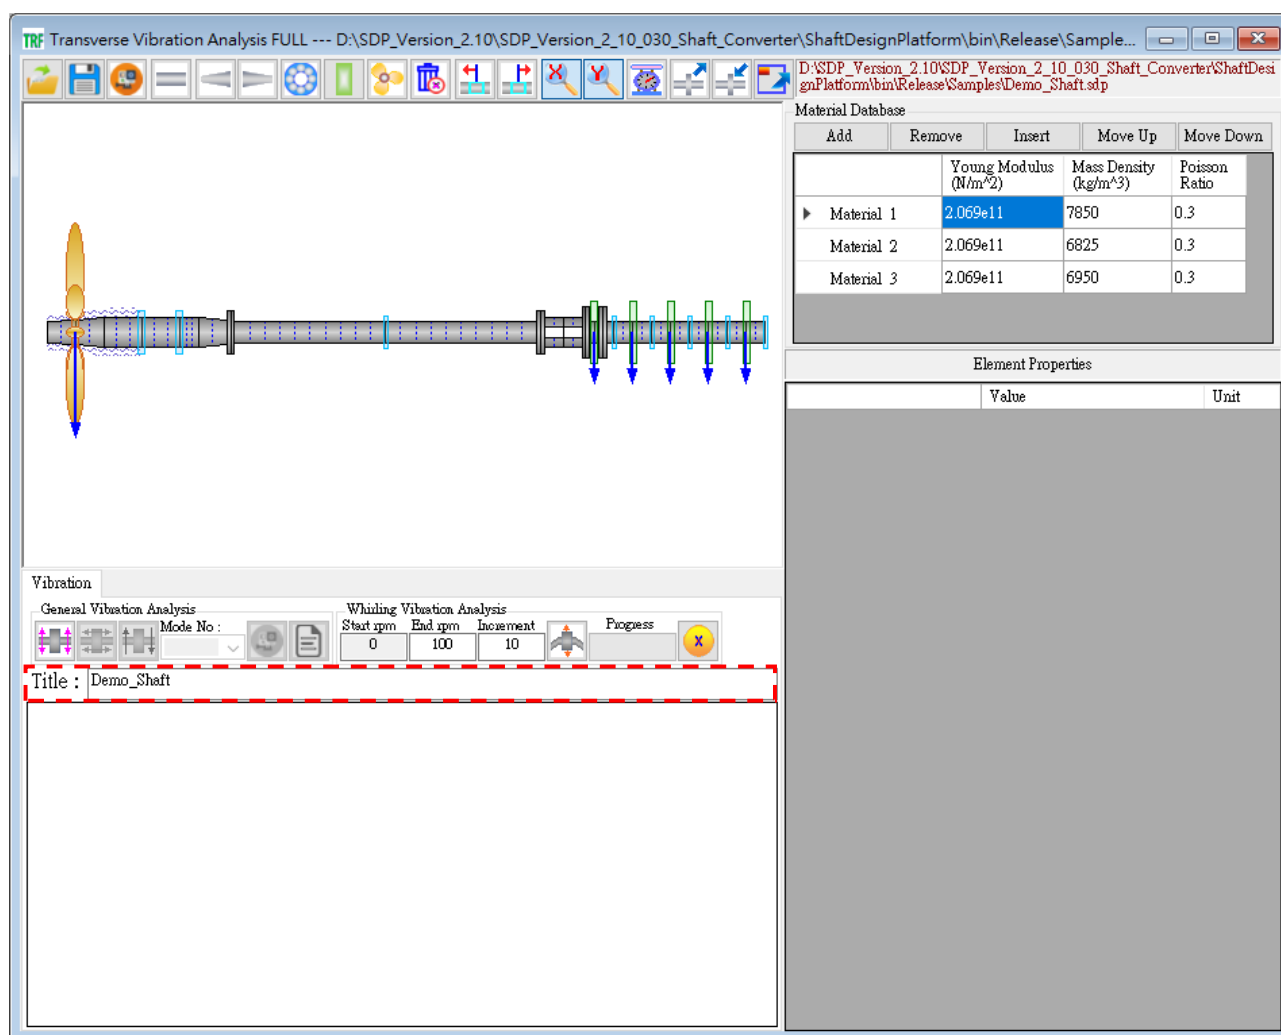 TRF Transverse Vibration Analysis FULL --- D:\SDP_Version_2.10\SDP_Version_2_10_030_Shaft_Converter\ShaftDesignPlatform\bin\Release\Sample...
X Y
D:\SDP_Version_2.10\SDP_Version_2_10_030_Shaft_Converter\ShaftDesi
gnPlatform\bin\Release\Samples\Demo_Shaft.sdp
Material Database
Add Remove Insert Move Up Move Down
Young Modulus Mass Density Poisson
(N/m^2) (kg/m^3) Ratio
Material 1 2.069e11 7850 0.3
Material 2 2.069e11 6825 0.3
Material 3 2.069e11 6950 0.3
Element Properties
Value Unit
Vibration
General Vibration Analysis
Mode No :
Whirling Vibration Analysis
Start rpm End rpm Increment Progress
0 100 10 X
Title : Demo_Shaft